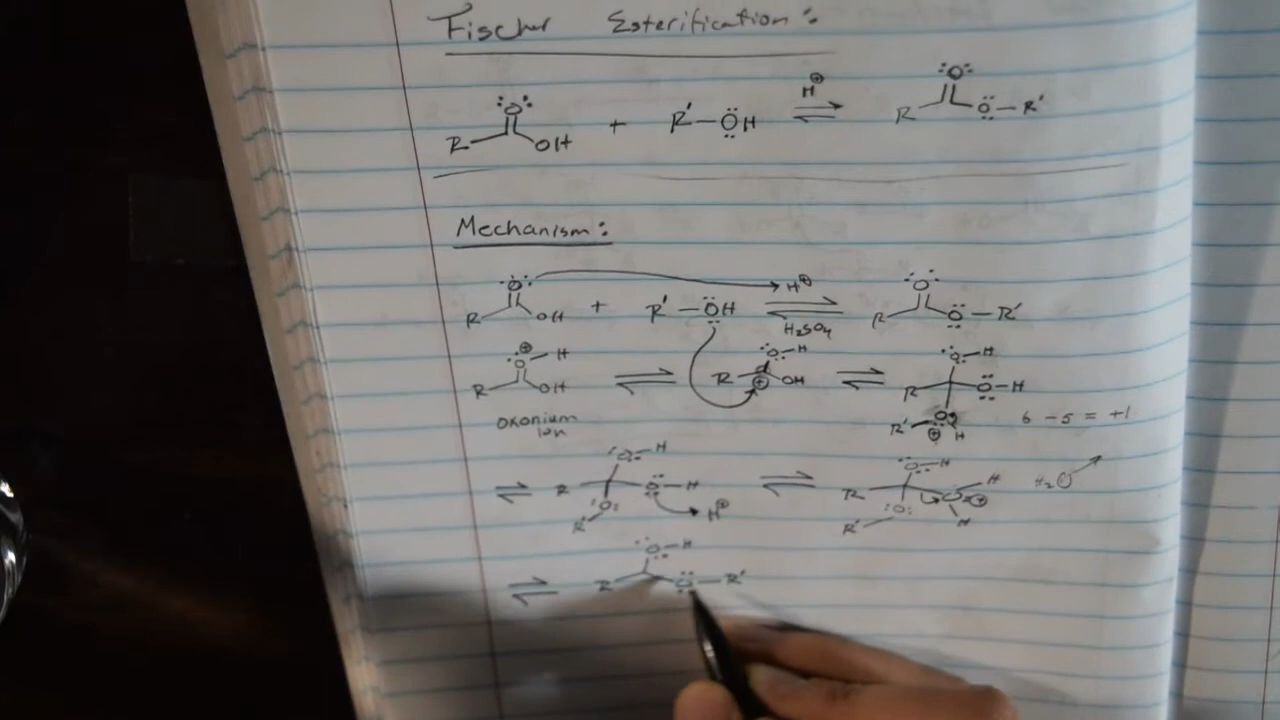 Fischer Esterification:
R O OH + R'—OH ⇌ H⊕ R O O—R'
Mechanism:
R O OH + R'—OH → H⊕ ⇌ H₂SO₄ R O O—R'
R O⊕—H OH ⇌ R ⊕ O—H OH ⇌ R O—H O—H R' O ⊕ H 6 - 5 = +1
oxonium
ion
⇌ R O—H O—H O R' H⊕ ⇌ R O—H O ⊕ H H O R' H₂O
⇌ R O—H O—R'